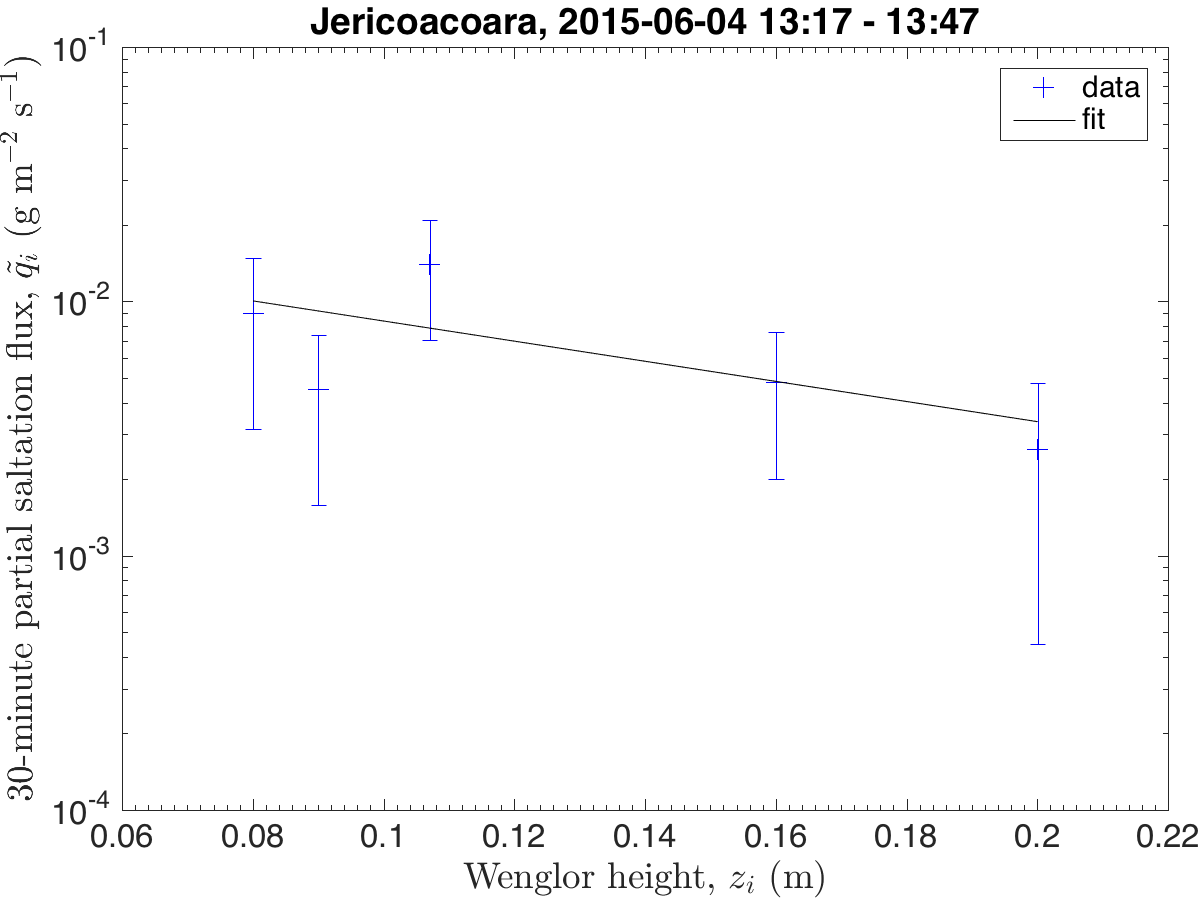 Jericoacoara, 2015-06-04 13:17 - 13:47
30-minute partial saltation flux, q̃ᵢ (g m⁻² s⁻¹)
10⁻¹
10⁻²
10⁻³
10⁻⁴
data
fit
0.06 0.08 0.1 0.12 0.14 0.16 0.18 0.2 0.22
Wenglor height, zᵢ (m)